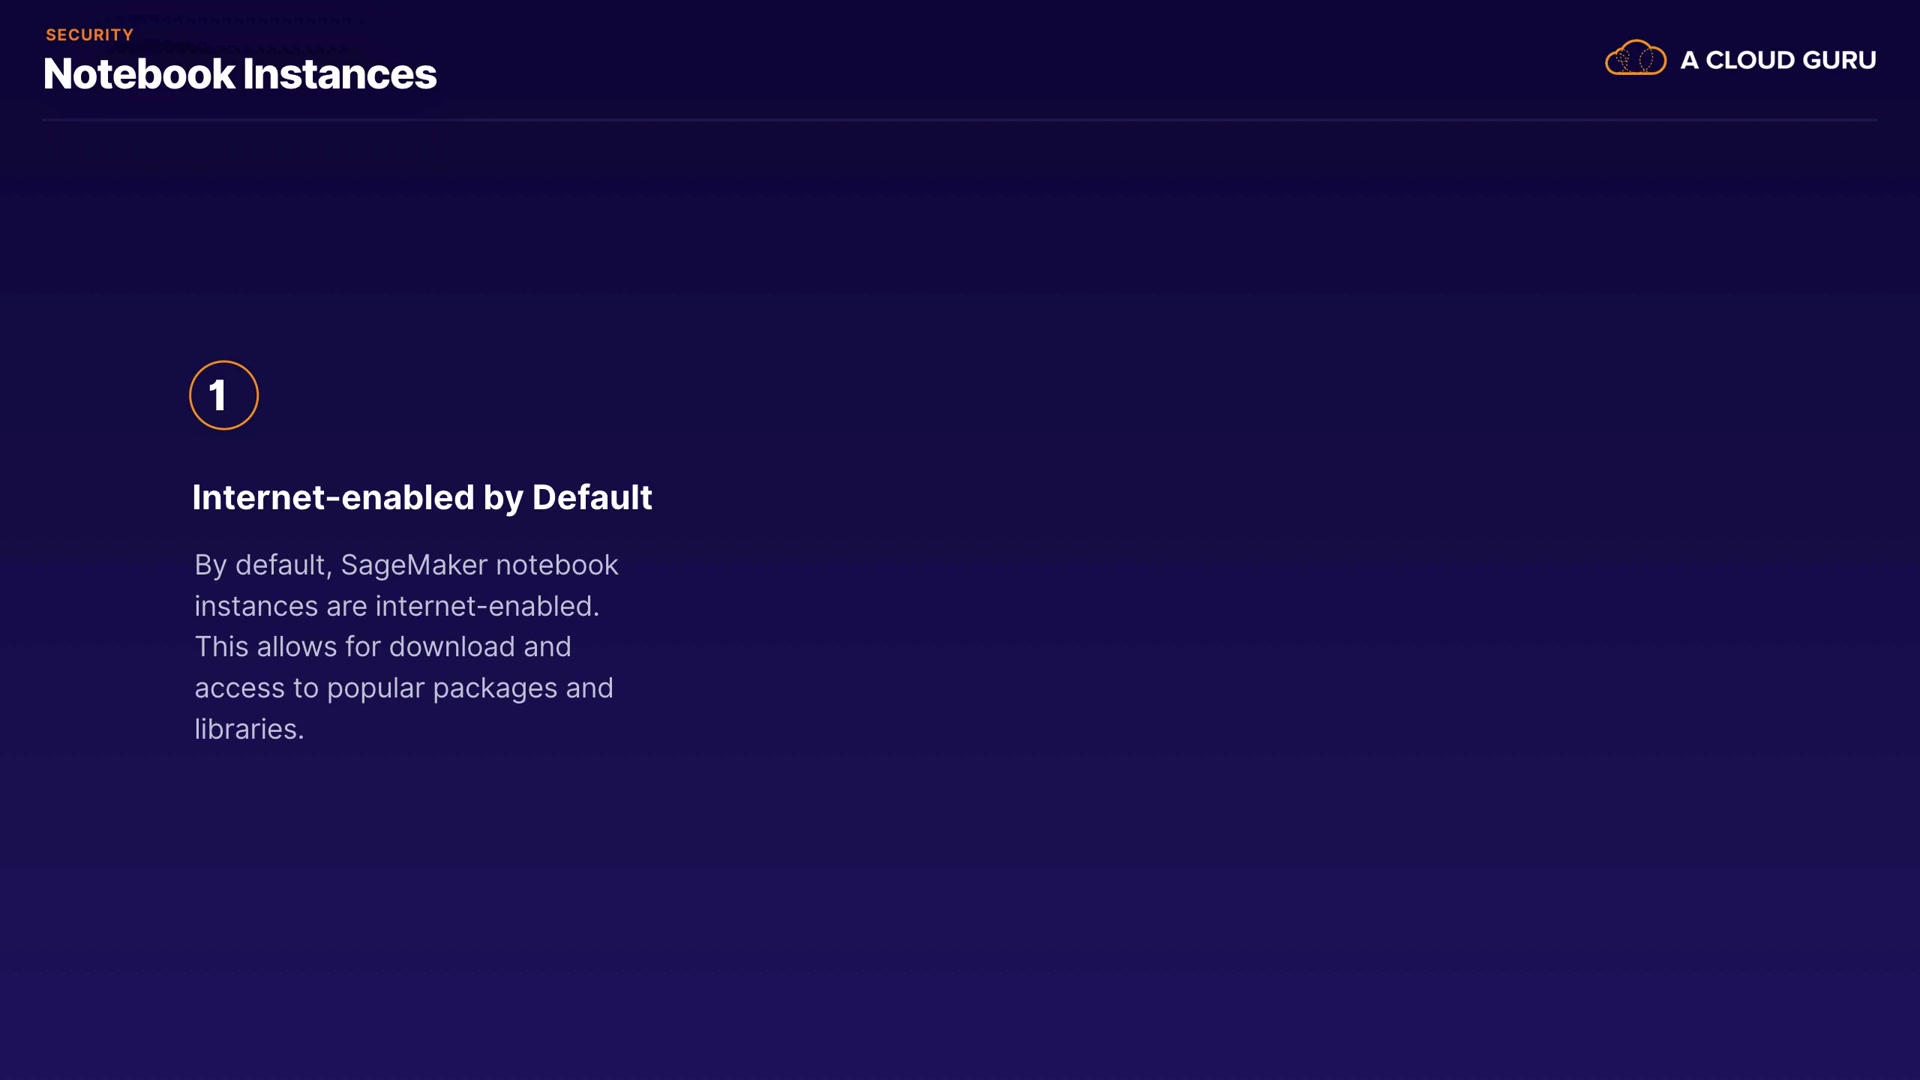 SECURITY
Notebook Instances
A CLOUD GURU
1
Internet-enabled by Default
By default, SageMaker notebook
instances are internet-enabled.
This allows for download and
access to popular packages and
libraries.